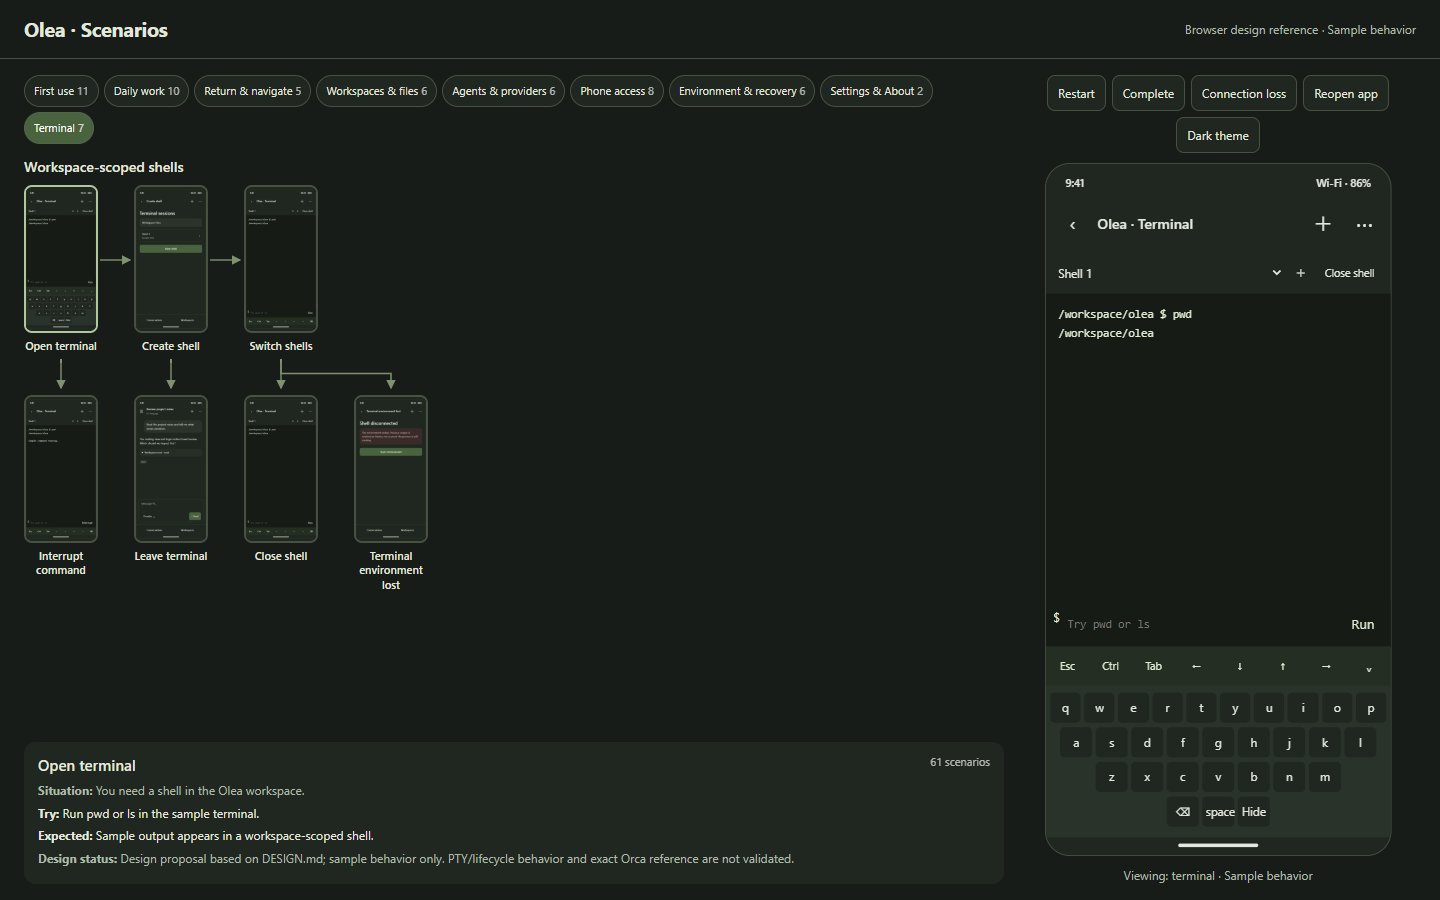 Olea · Scenarios
Browser design reference · Sample behavior
First use 11
Daily work 10
Return & navigate 5
Workspaces & files 6
Agents & providers 6
Phone access 8
Environment & recovery 6
Settings & About 2
Terminal 7
Restart
Complete
Connection loss
Reopen app
Dark theme
Workspace-scoped shells
Open terminal
Create shell
Switch shells
Interrupt
command
Leave terminal
Close shell
Terminal
environment
lost
Terminal sessions
Shell disconnected
Open terminal
61 scenarios
Situation: You need a shell in the Olea workspace.
Try: Run pwd or ls in the sample terminal.
Expected: Sample output appears in a workspace-scoped shell.
Design status: Design proposal based on DESIGN.md; sample behavior only. PTY/lifecycle behavior and exact Orca reference are not validated.
9:41
Wi-Fi · 86%
‹ Olea · Terminal + ...
Shell 1
+ Close shell
/workspace/olea $ pwd
/workspace/olea
$ Try pwd or ls
Run
Esc Ctrl Tab ← ↓ ↑ → ⌄
q w e r t y u i o p
a s d f g h j k l
z x c v b n m
⌫ space Hide
Viewing: terminal · Sample behavior